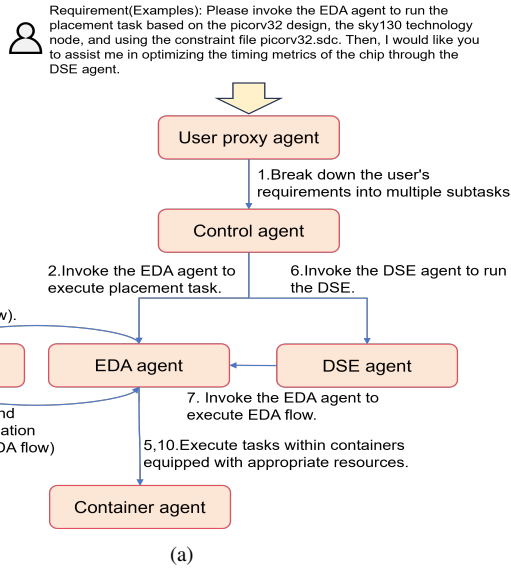 Requirement(Examples): Please invoke the EDA agent to run the
placement task based on the picorv32 design, the sky130 technology
node, and using the constraint file picorv32.sdc. Then, I would like you
to assist me in optimizing the timing metrics of the chip through the
DSE agent.
User proxy agent
1.Break down the user's
requirements into multiple subtasks
Control agent
2.Invoke the EDA agent to
execute placement task.
6.Invoke the DSE agent to run
the DSE.
w).
EDA agent
DSE agent
7. Invoke the EDA agent to
execute EDA flow.
nd
ation
DA flow)
5,10.Execute tasks within containers
equipped with appropriate resources.
Container agent
(a)